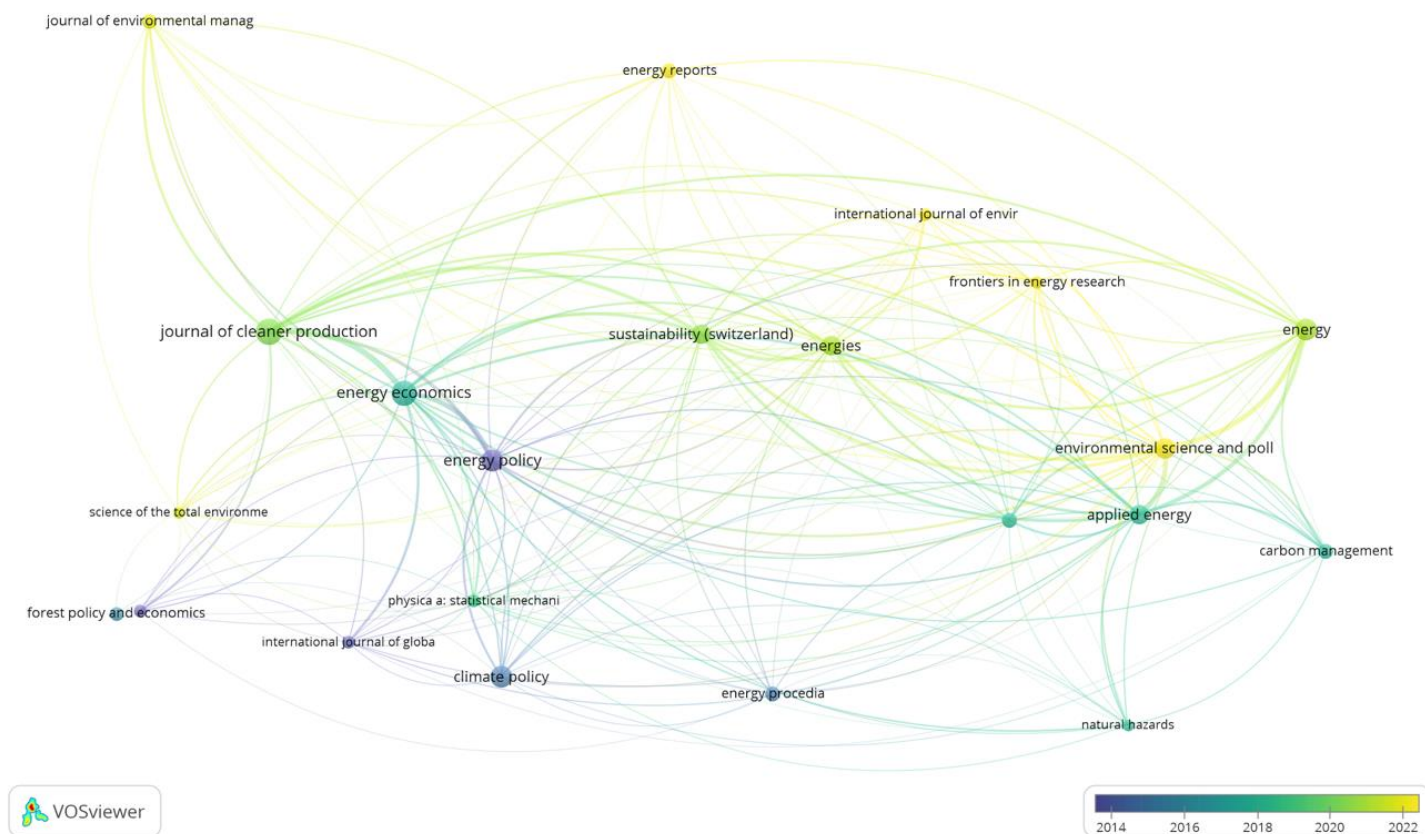 journal of environmental manag
energy reports
international journal of envir
frontiers in energy research
journal of cleaner production
sustainability (switzerland)
energies
energy
energy economics
energy policy
environmental science and poll
science of the total environme
applied energy
carbon management
physica a: statistical mechani
forest policy and economics
international journal of globa
climate policy
energy procedia
natural hazards
VOSviewer
2014 2016 2018 2020 2022